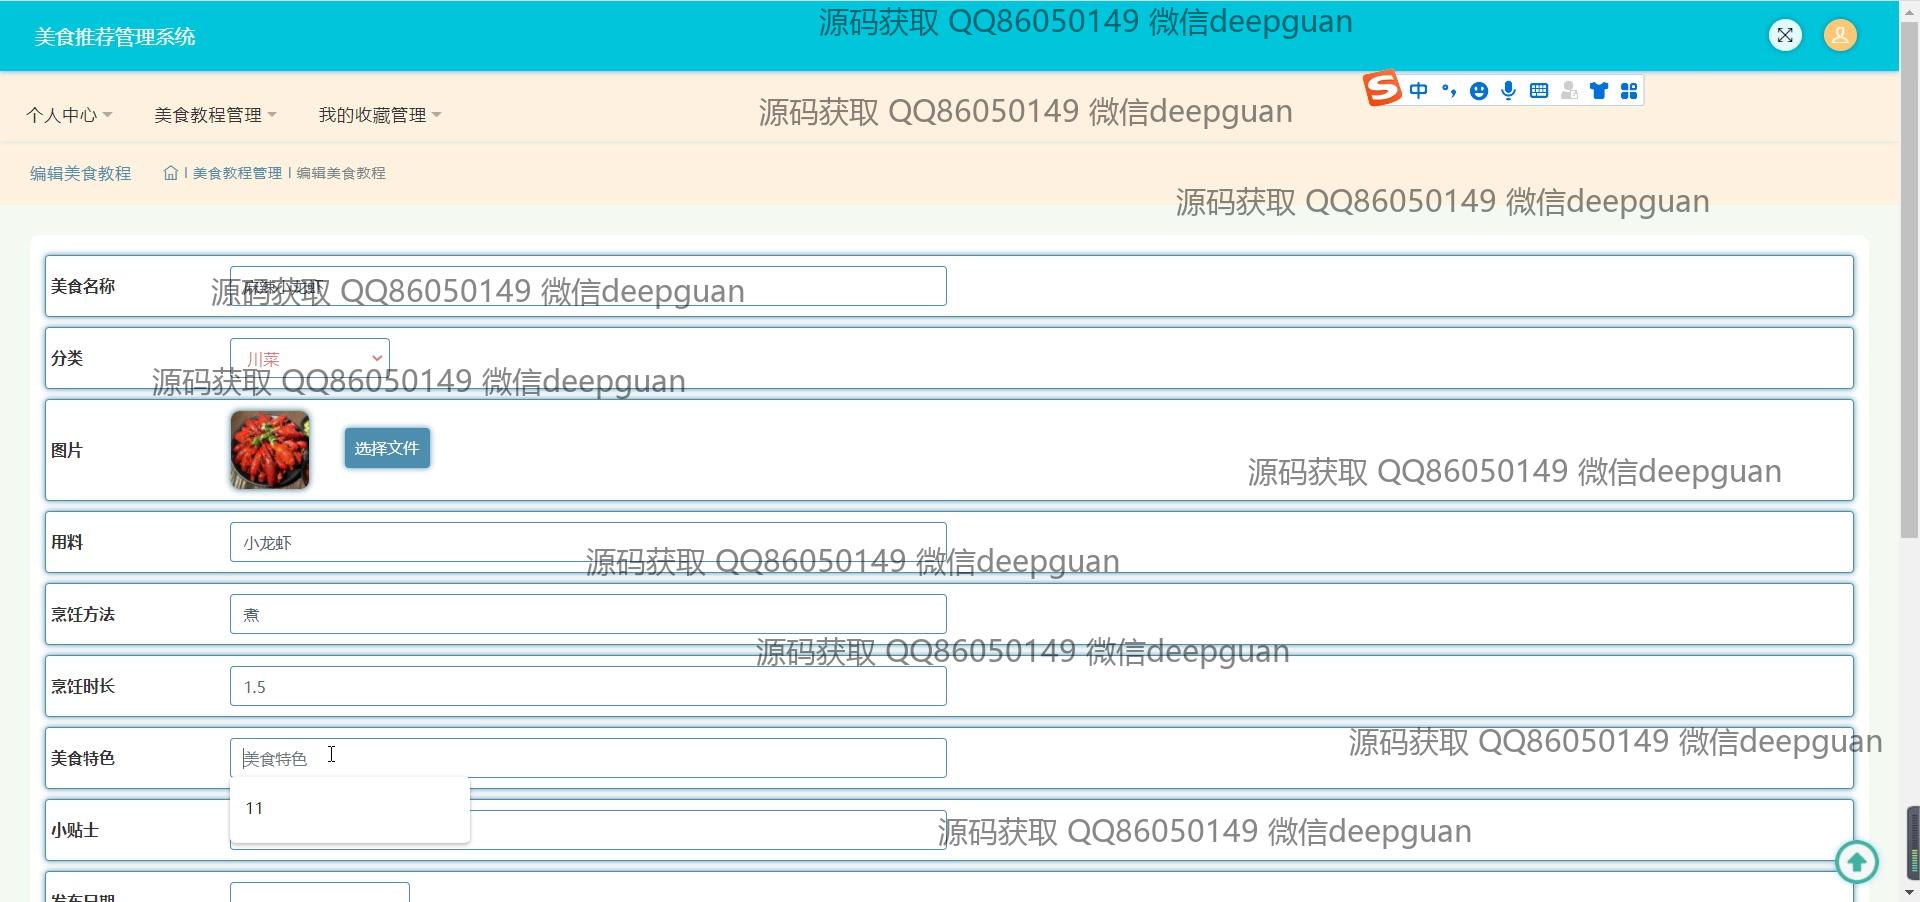 源码获取 QQ86050149 微信deepguan
美食推荐管理系统
中
个人中心
美食教程管理
我的收藏管理
源码获取 QQ86050149 微信deepguan
编辑美食教程
美食教程管理
编辑美食教程
源码获取 QQ86050149 微信deepguan
美食名称
麻辣小龙虾
源码获取 QQ86050149 微信deepguan
分类
川菜
源码获取 QQ86050149 微信deepguan
图片
选择文件
源码获取 QQ86050149 微信deepguan
用料
小龙虾
源码获取 QQ86050149 微信deepguan
烹饪方法
煮
源码获取 QQ86050149 微信deepguan
烹饪时长
1.5
源码获取 QQ86050149 微信deepguan
美食特色
美食特色
11
小贴士
源码获取 QQ86050149 微信deepguan
发布日期